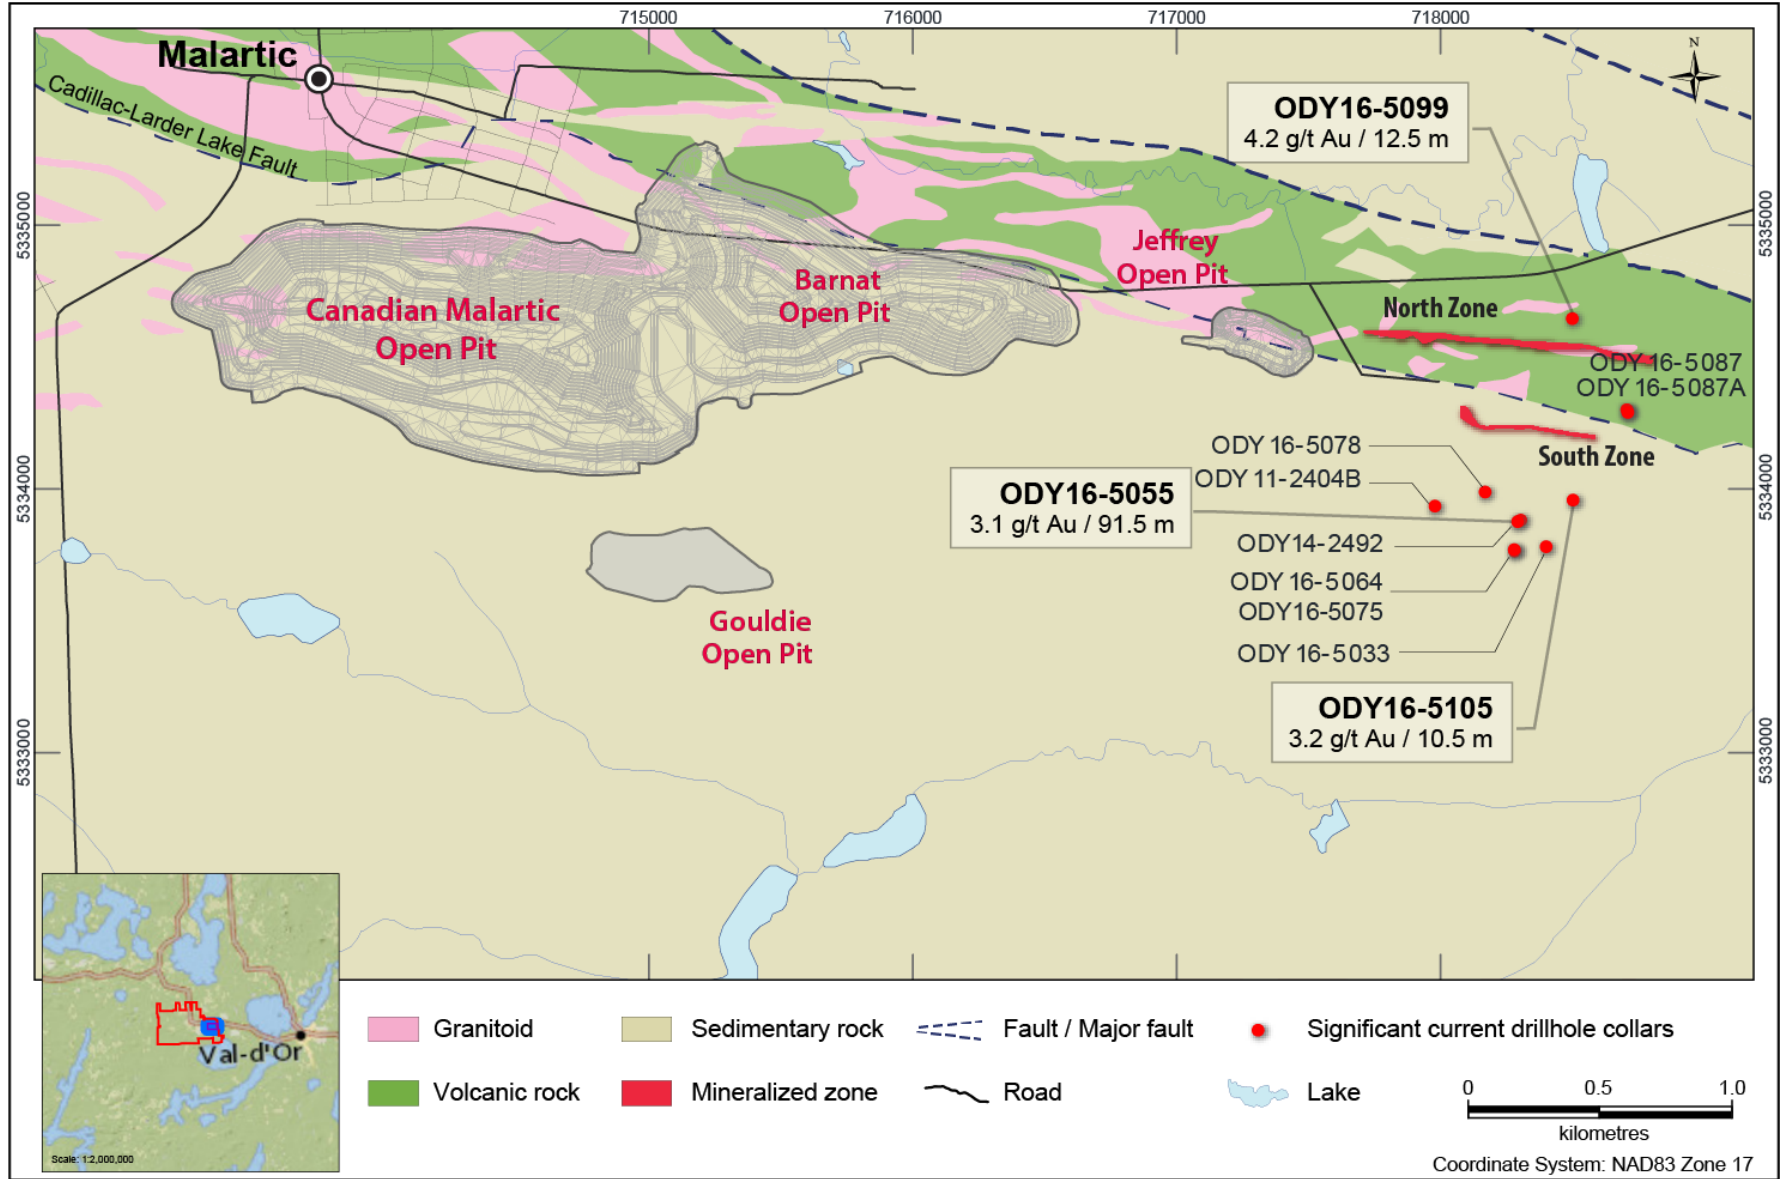 715000
716000
717000
718000
Malartic
N
Cadillac-Larder Lake Fault
ODY16-5099
4.2 g/t Au / 12.5 m
5335000
5335000
Jeffrey
Open Pit
Barnat
Open Pit
Canadian Malartic
Open Pit
North Zone
ODY 16-5087
ODY 16-5087A
ODY 16-5078
South Zone
ODY 11-2404B
ODY16-5055
3.1 g/t Au / 91.5 m
5334000
5334000
ODY14-2492
ODY 16-5064
ODY16-5075
Gouldie
Open Pit
ODY 16-5033
ODY16-5105
3.2 g/t Au / 10.5 m
5333000
5333000
Val-d'Or
Scale: 1:2,000,000
Granitoid
Sedimentary rock
Fault / Major fault
Significant current drillhole collars
Volcanic rock
Mineralized zone
Road
Lake
0 0.5 1.0
kilometres
Coordinate System: NAD83 Zone 17